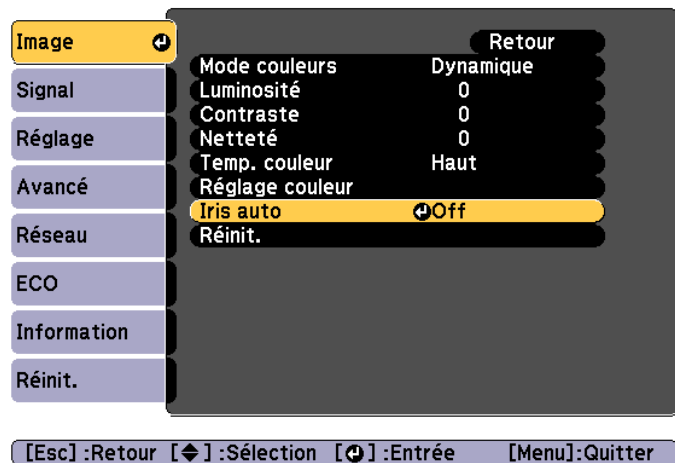 Image
Signal
Réglage
Avancé
Réseau
ECO
Information
Réinit.
Retour
Mode couleurs Dynamique
Luminosité 0
Contraste 0
Netteté 0
Temp. couleur Haut
Réglage couleur
Iris auto Off
Réinit.
[Esc] :Retour [◆] :Sélection [↵] :Entrée [Menu]:Quitter